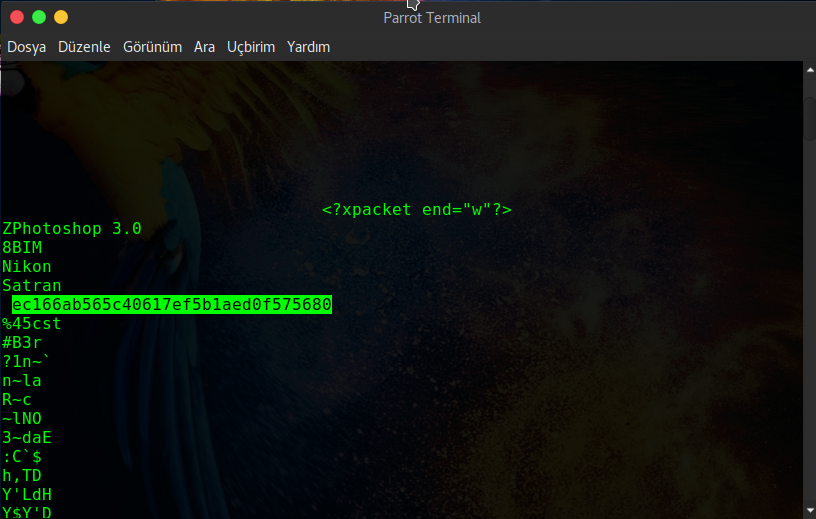 Parrot Terminal
Dosya Düzenle Görünüm Ara Uçbirim Yardım
<?xpacket end="w"?>
ZPhotoshop 3.0
8BIM
Nikon
Satran
ec166ab565c40617ef5b1aed0f575680
%45cst
#B3r
?1n~`
n~la
R~c
~lNO
3~daE
:C`$
h,TD
Y'LdH
Y$Y'D